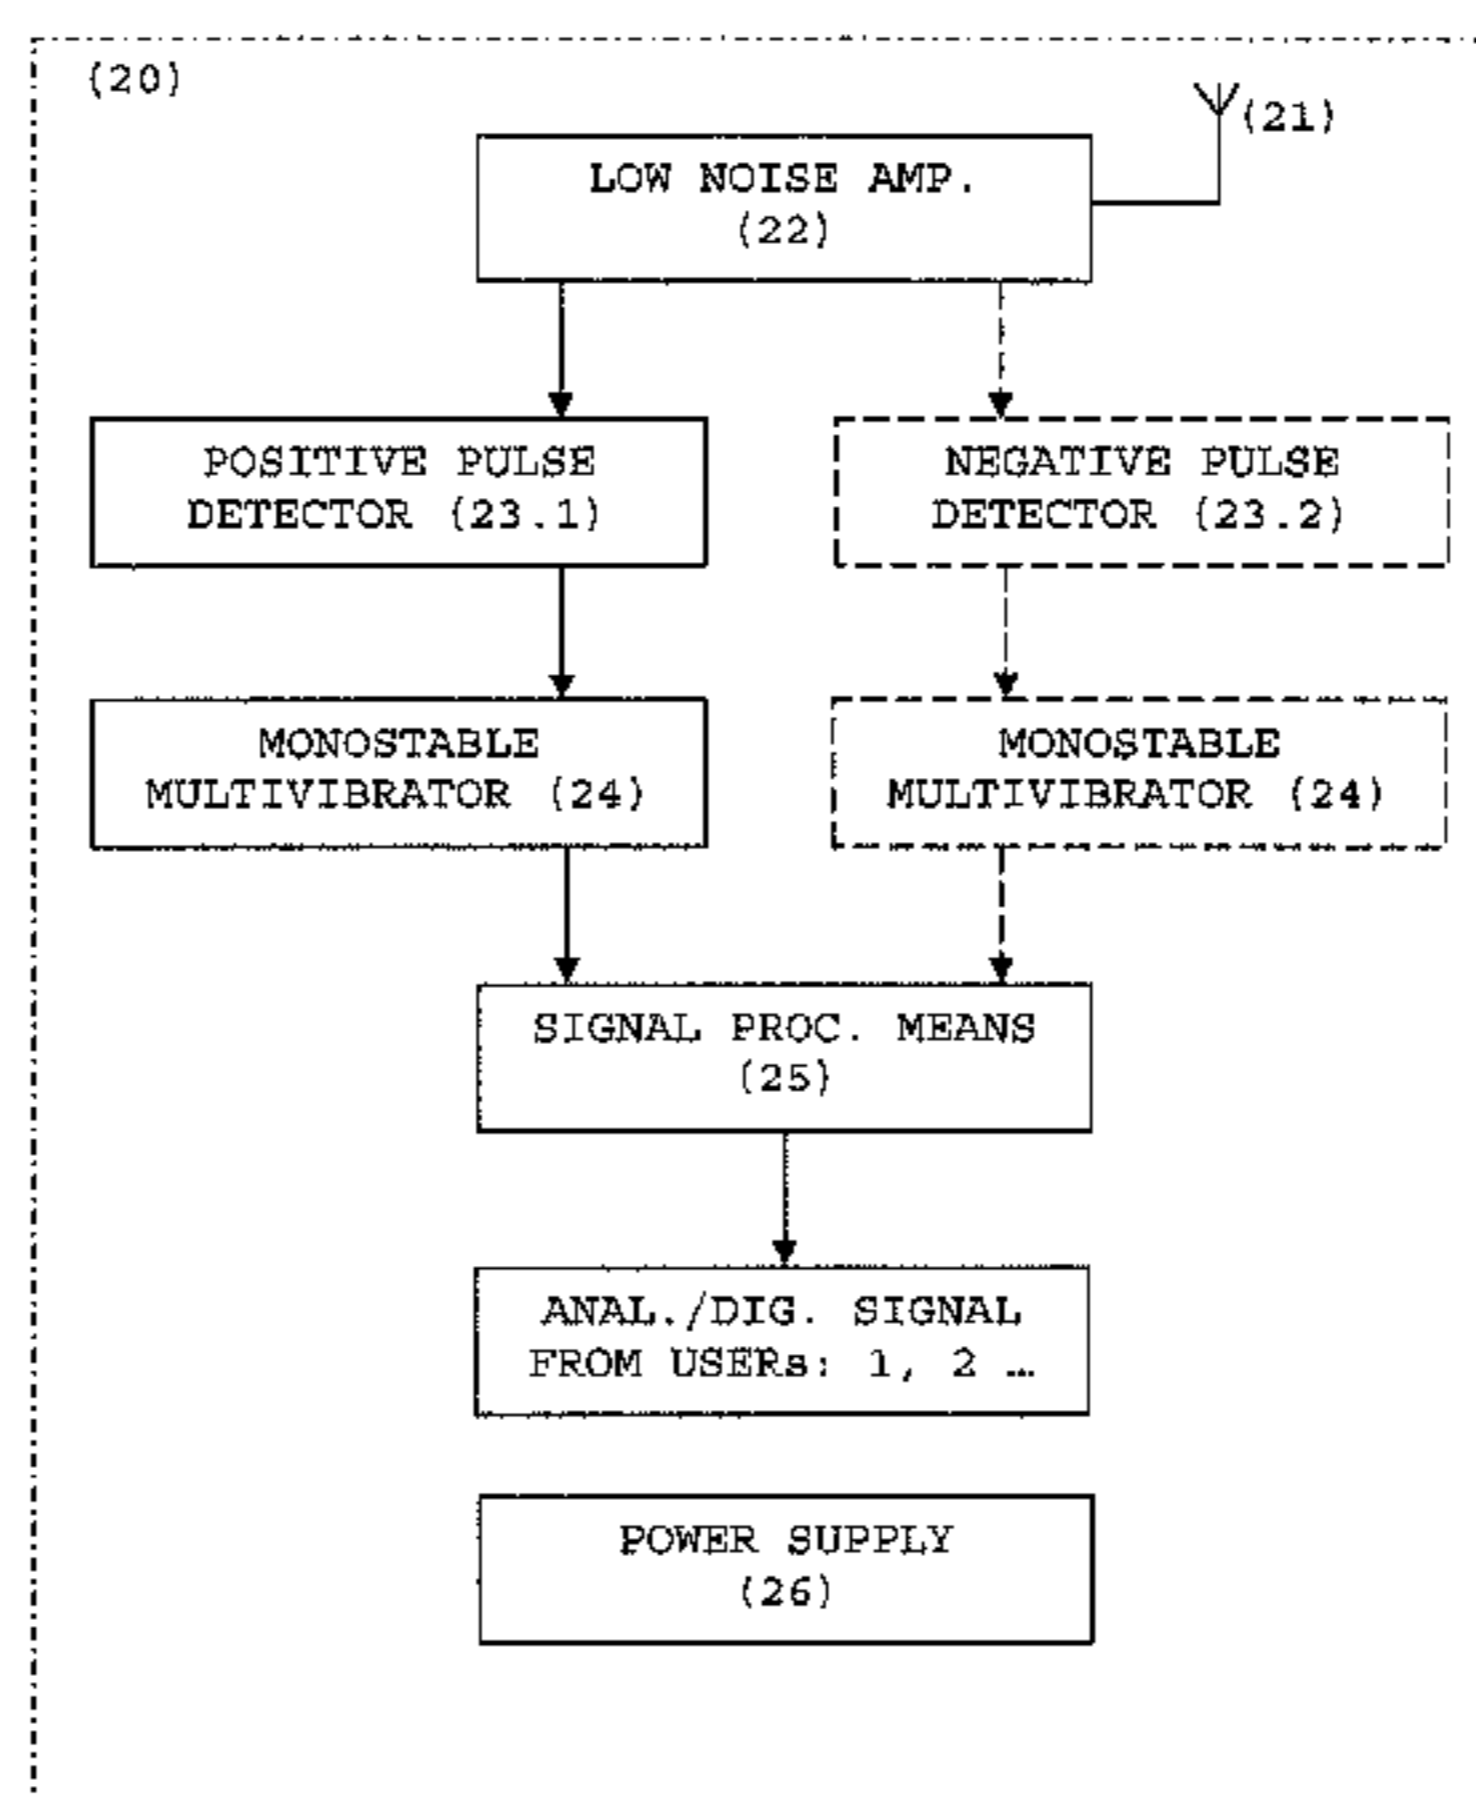 (20)
(21)
LOW NOISE AMP.
(22)
POSITIVE PULSE
DETECTOR (23.1)
NEGATIVE PULSE
DETECTOR (23.2)
MONOSTABLE
MULTIVIBRATOR (24)
MONOSTABLE
MULTIVIBRATOR (24)
SIGNAL PROC. MEANS
(25)
ANAL./DIG. SIGNAL
FROM USERs: 1, 2 …
POWER SUPPLY
(26)